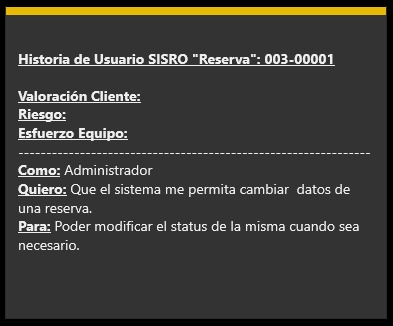 Historia de Usuario SISRO "Reserva": 003-00001
Valoración Cliente:
Riesgo:
Esfuerzo Equipo:
----------------------------------------------------------------
Como: Administrador
Quiero: Que el sistema me permita cambiar  datos de
una reserva.
Para: Poder modificar el status de la misma cuando sea
necesario.